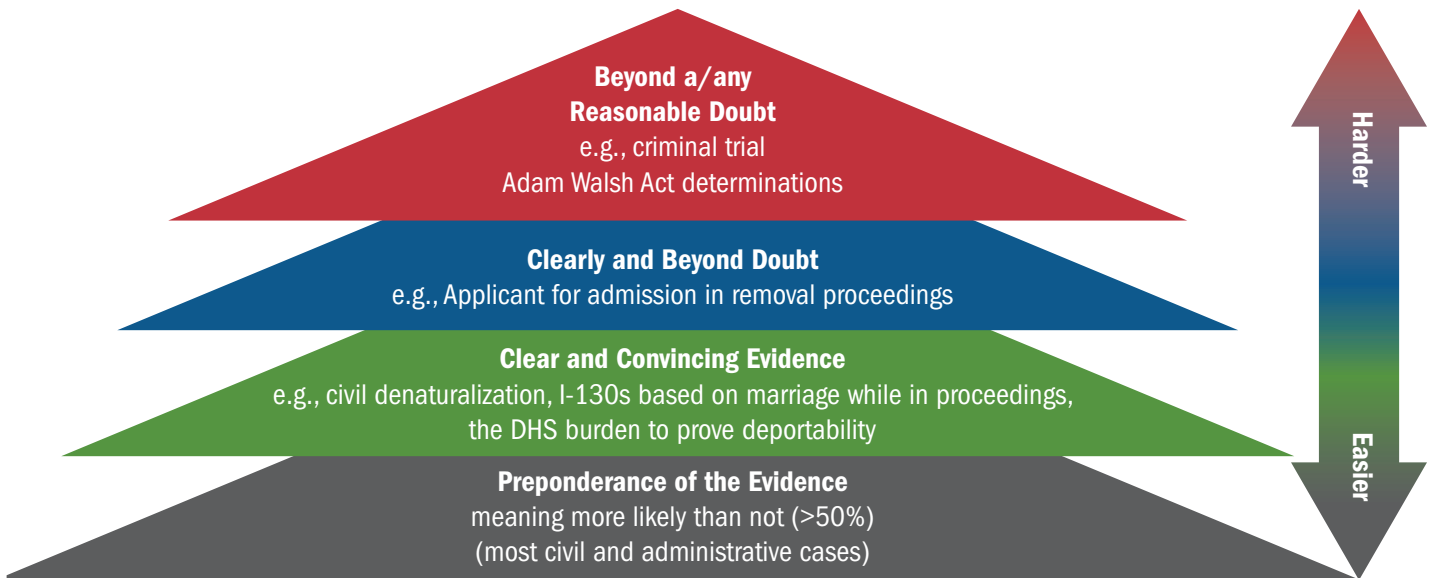 Beyond a/any
Reasonable Doubt
e.g., criminal trial
Adam Walsh Act determinations
Clearly and Beyond Doubt
e.g., Applicant for admission in removal proceedings
Clear and Convincing Evidence
e.g., civil denaturalization, I-130s based on marriage while in proceedings,
the DHS burden to prove deportability
Preponderance of the Evidence
meaning more likely than not (>50%)
(most civil and administrative cases)
Harder
Easier